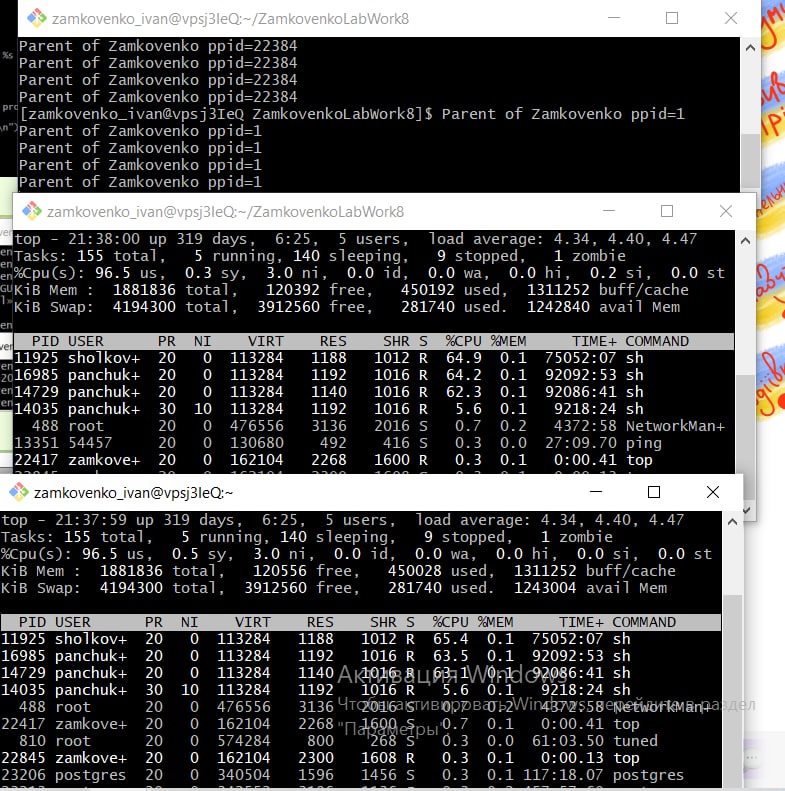 zamkovenko_ivan@vpsj3IeQ:~/ZamkovenkoLabWork8
Parent of Zamkovenko ppid=22384
Parent of Zamkovenko ppid=22384
Parent of Zamkovenko ppid=22384
Parent of Zamkovenko ppid=22384
[zamkovenko_ivan@vpsj3IeQ ZamkovenkoLabWork8]$ Parent of Zamkovenko ppid=1
Parent of Zamkovenko ppid=1
Parent of Zamkovenko ppid=1
Parent of Zamkovenko ppid=1
Parent of Zamkovenko ppid=1
zamkovenko_ivan@vpsj3IeQ:~/ZamkovenkoLabWork8
top - 21:38:00 up 319 days, 6:25, 5 users, load average: 4.34, 4.40, 4.47
Tasks: 155 total, 5 running, 140 sleeping, 9 stopped, 1 zombie
%Cpu(s): 96.5 us, 0.3 sy, 3.0 ni, 0.0 id, 0.0 wa, 0.0 hi, 0.2 si, 0.0 st
KiB Mem : 1881836 total, 120392 free, 450192 used, 1311252 buff/cache
KiB Swap: 4194300 total, 3912560 free, 281740 used. 1242840 avail Mem
PID USER PR NI VIRT RES SHR S %CPU %MEM TIME+ COMMAND
11925 sholkov+ 20 0 113284 1188 1012 R 64.9 0.1 75052:07 sh
16985 panchuk+ 20 0 113284 1192 1016 R 64.2 0.1 92092:53 sh
14729 panchuk+ 20 0 113284 1140 1016 R 62.3 0.1 92086:41 sh
14035 panchuk+ 30 10 113284 1192 1016 R 5.6 0.1 9218:24 sh
488 root 20 0 476556 3136 2016 S 0.7 0.2 4372:58 NetworkMan+
13351 54457 20 0 130680 492 416 S 0.3 0.0 27:09.70 ping
22417 zamkove+ 20 0 162104 2268 1600 R 0.3 0.1 0:00.41 top
zamkovenko_ivan@vpsj3IeQ:~
top - 21:37:59 up 319 days, 6:25, 5 users, load average: 4.34, 4.40, 4.47
Tasks: 155 total, 5 running, 140 sleeping, 9 stopped, 1 zombie
%Cpu(s): 96.5 us, 0.5 sy, 3.0 ni, 0.0 id, 0.0 wa, 0.0 hi, 0.0 si, 0.0 st
KiB Mem : 1881836 total, 120556 free, 450028 used, 1311252 buff/cache
KiB Swap: 4194300 total, 3912560 free, 281740 used. 1243004 avail Mem
PID USER PR NI VIRT RES SHR S %CPU %MEM TIME+ COMMAND
11925 sholkov+ 20 0 113284 1188 1012 R 65.4 0.1 75052:07 sh
16985 panchuk+ 20 0 113284 1192 1016 R 63.5 0.1 92092:53 sh
14729 panchuk+ 20 0 113284 1140 1016 R 63.1 0.1 92086:41 sh
14035 panchuk+ 30 10 113284 1192 1016 R 5.6 0.1 9218:24 sh
488 root 20 0 476556 3136 2016 S 0.7 0.2 4372:58 NetworkMan+
22417 zamkove+ 20 0 162104 2268 1600 S 0.7 0.1 0:00.41 top
810 root 20 0 574284 800 268 S 0.3 0.0 61:03.50 tuned
22845 zamkove+ 20 0 162104 2300 1608 R 0.3 0.1 0:00.13 top
23206 postgres 20 0 340504 1596 1456 S 0.3 0.1 117:18.07 postgres
Активация Windows
Чтобы активировать Windows, перейдите в раздел
"Параметры".